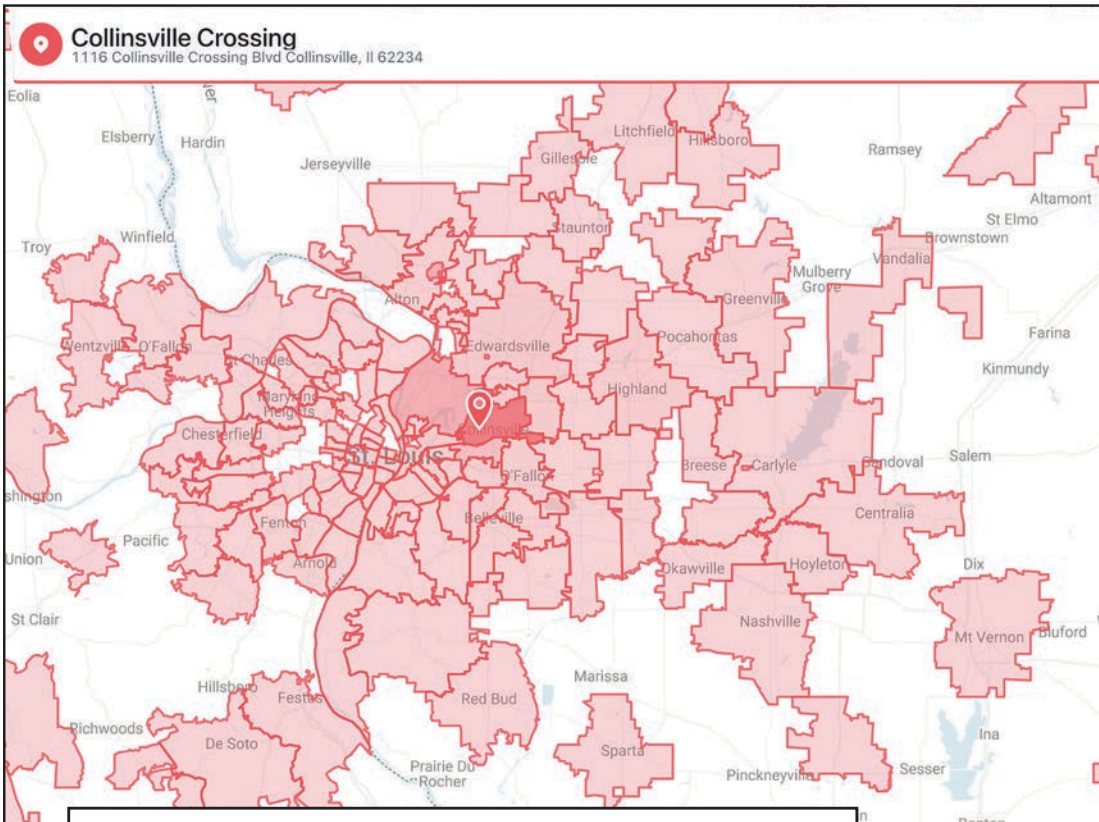 Collinsville Crossing
1116 Collinsville Crossing Blvd Collinsville, Il 62234
Eolia
Elsberry
Hardin
Jerseyville
Gillespie
Litchfield
Hillsboro
Ramsey
Altamont
St Elmo
Brownstown
Troy
Winfield
Staunton
Vandalia
Mulberry
Grove
Alton
Greenville
Farina
Wentzville
O'Fallon
Edwardsville
Pocahontas
St Charles
Kinmundy
Maryland
Heights
Highland
Chesterfield
Collinsville
St. Louis
O'Fallon
Breese
Carlyle
Sandoval
Salem
shington
Fenton
Belleville
Centralia
Union
Pacific
Arnold
Okawville
Hoyleton
Dix
St Clair
Nashville
Mt Vernon
Bluford
Marissa
Hillsboro
Festus
Red Bud
Richwoods
De Soto
Sparta
Ina
Prairie Du
Rocher
Pinckneyville
Sesser